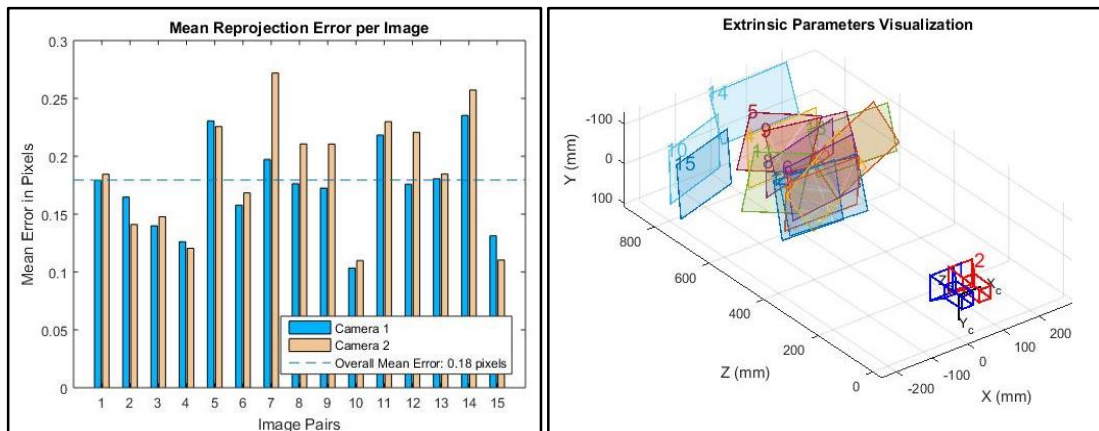 Mean Reprojection Error per Image
0.3
0.25
0.2
0.15
0.1
0.05
0
Mean Error in Pixels
Camera 1
Camera 2
Overall Mean Error: 0.18 pixels
1 2 3 4 5 6 7 8 9 10 11 12 13 14 15
Image Pairs
Extrinsic Parameters Visualization
-100
0
100
Y (mm)
14
5
9
10
15
8
6
2
Z
X c
Y c
800
600
400
200
0
Z (mm)
-200
-100
0
100
200
X (mm)